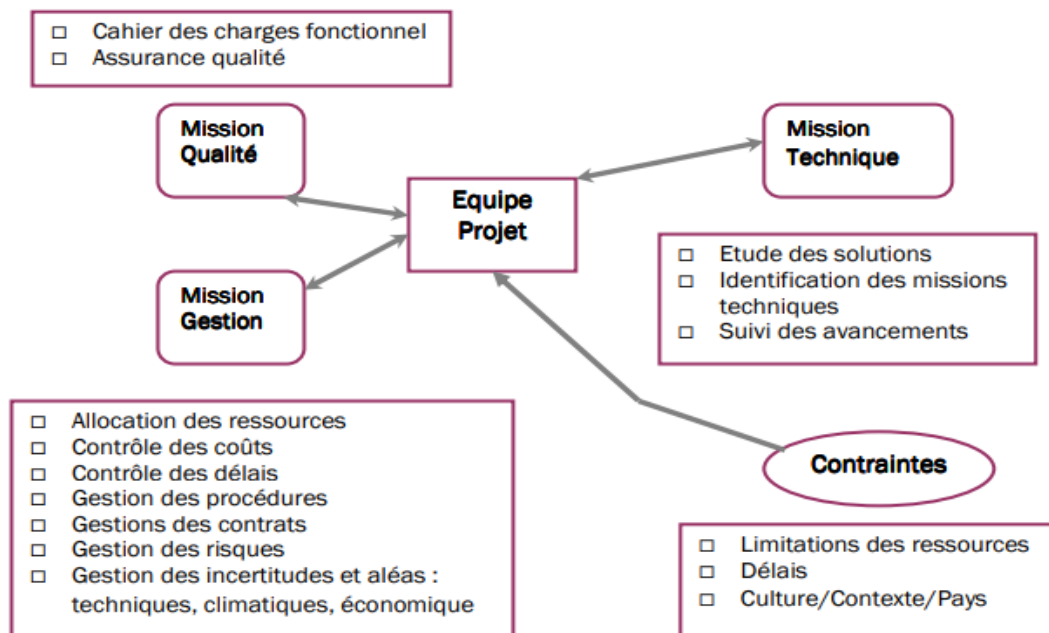 □ Cahier des charges fonctionnel
□ Assurance qualité
Mission
Qualité
Mission
Technique
Equipe
Projet
□ Etude des solutions
□ Identification des missions
techniques
□ Suivi des avancements
Mission
Gestion
□ Allocation des ressources
□ Contrôle des coûts
□ Contrôle des délais
□ Gestion des procédures
□ Gestions des contrats
□ Gestion des risques
□ Gestion des incertitudes et aléas :
techniques, climatiques, économique
Contraintes
□ Limitations des ressources
□ Délais
□ Culture/Contexte/Pays